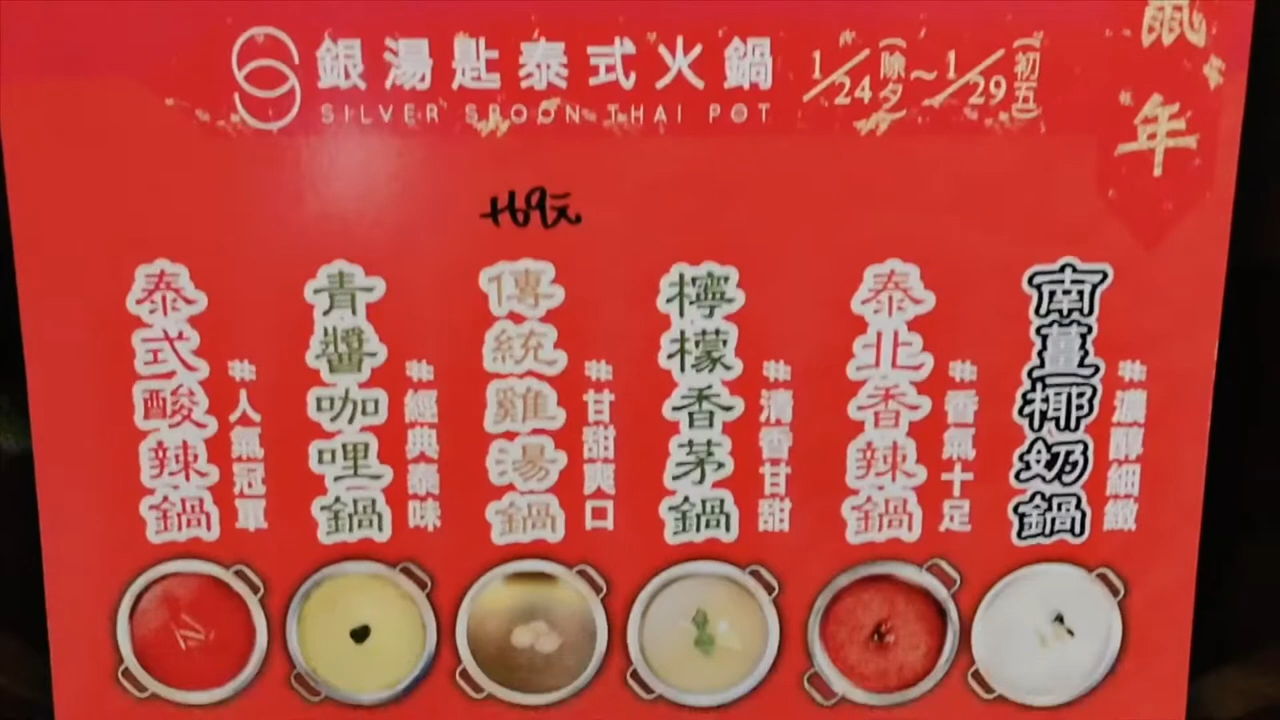 銀湯匙泰式火鍋
SILVER SPOON THAI POT
1/24(除夕)~1/29(初五)
鼠年
+69元
泰式酸辣鍋
#人氣冠軍
青醬咖哩鍋
#經典泰味
傳統雞湯鍋
#甘甜爽口
檸檬香茅鍋
#清香甘甜
泰北香辣鍋
#香氣十足
南薑椰奶鍋
#濃醇細緻